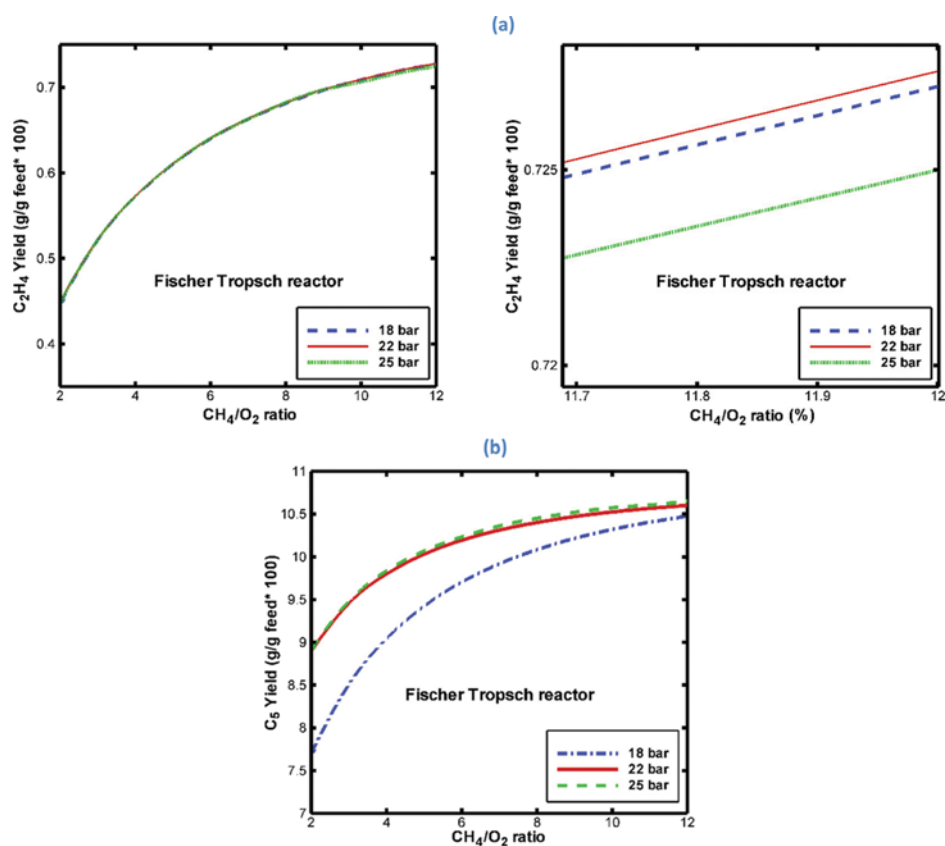 (a)
C2H4 Yield (g/g feed* 100)
0.7
0.6
0.5
0.4
Fischer Tropsch reactor
18 bar
22 bar
25 bar
2 4 6 8 10 12
CH4/O2 ratio
C2H4 Yield (g/g feed* 100)
0.725
0.72
Fischer Tropsch reactor
18 bar
22 bar
25 bar
11.7 11.8 11.9 12
CH4/O2 ratio (%)
(b)
C5 Yield (g/g feed* 100)
11
10.5
10
9.5
9
8.5
8
7.5
7
Fischer Tropsch reactor
18 bar
22 bar
25 bar
2 4 6 8 10 12
CH4/O2 ratio